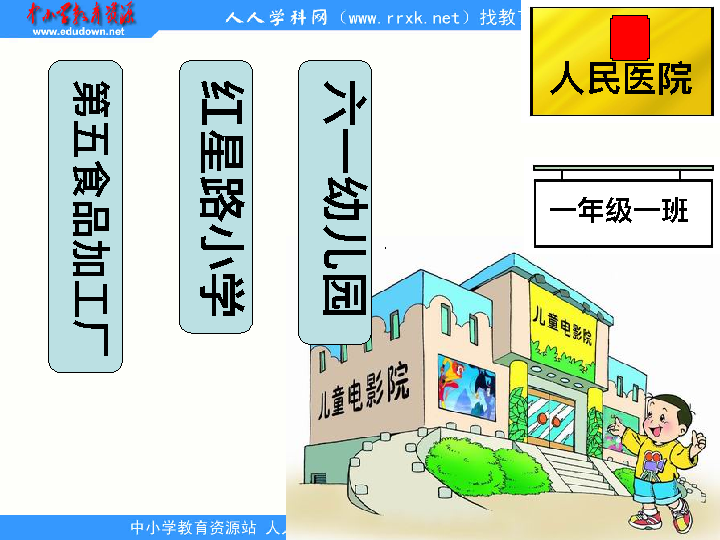 中小学教育资源
www.edudown.net
人人学科网（www.rrxk.net）找教
人民医院
第五食品加工厂
红星路小学
六一幼儿园
一年级一班
儿童电影院
儿童电影院
中小学教育资源站 人